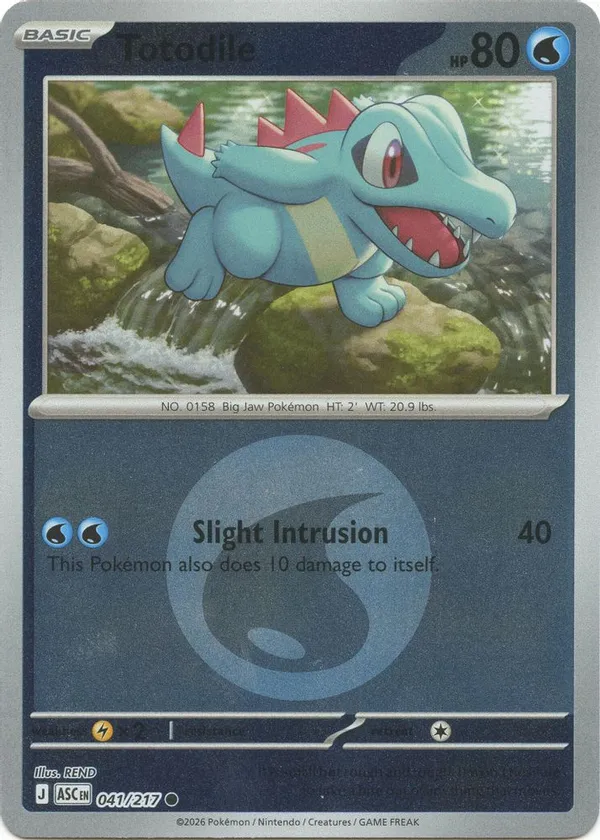 BASIC
Totodile
HP 80
NO. 0158 Big Jaw Pokémon HT: 2' WT: 20.9 lbs.
Slight Intrusion 40
This Pokémon also does 10 damage to itself.
weakness ×2 resistance retreat
Illus. REND
J ASC EN 041/217
©2026 Pokémon / Nintendo / Creatures / GAME FREAK